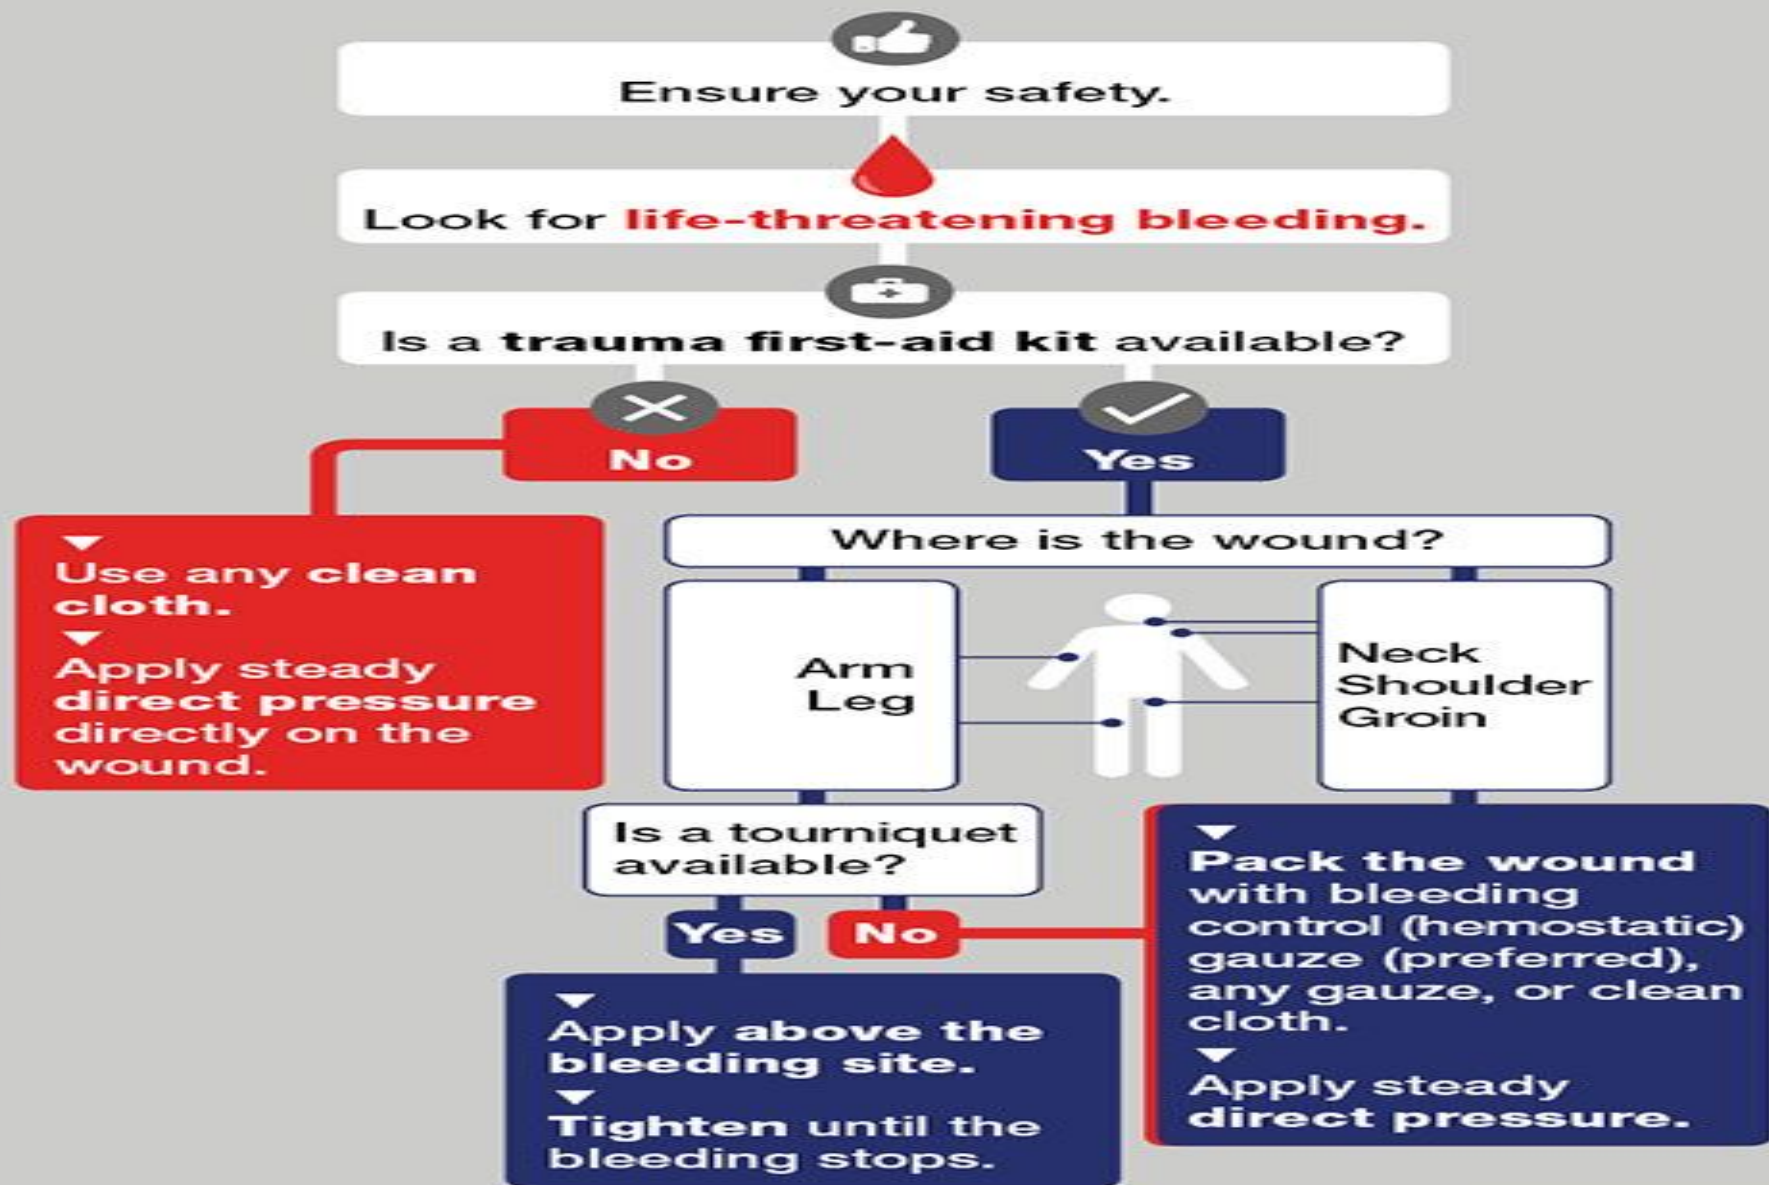 Ensure your safety.
Look for life-threatening bleeding.
Is a trauma first-aid kit available?
No
Yes
Use any clean
cloth.
Apply steady
direct pressure
directly on the
wound.
Where is the wound?
Arm
Leg
Neck
Shoulder
Groin
Is a tourniquet
available?
Yes
No
Apply above the
bleeding site.
Tighten until the
bleeding stops.
Pack the wound
with bleeding
control (hemostatic)
gauze (preferred),
any gauze, or clean
cloth.
Apply steady
direct pressure.